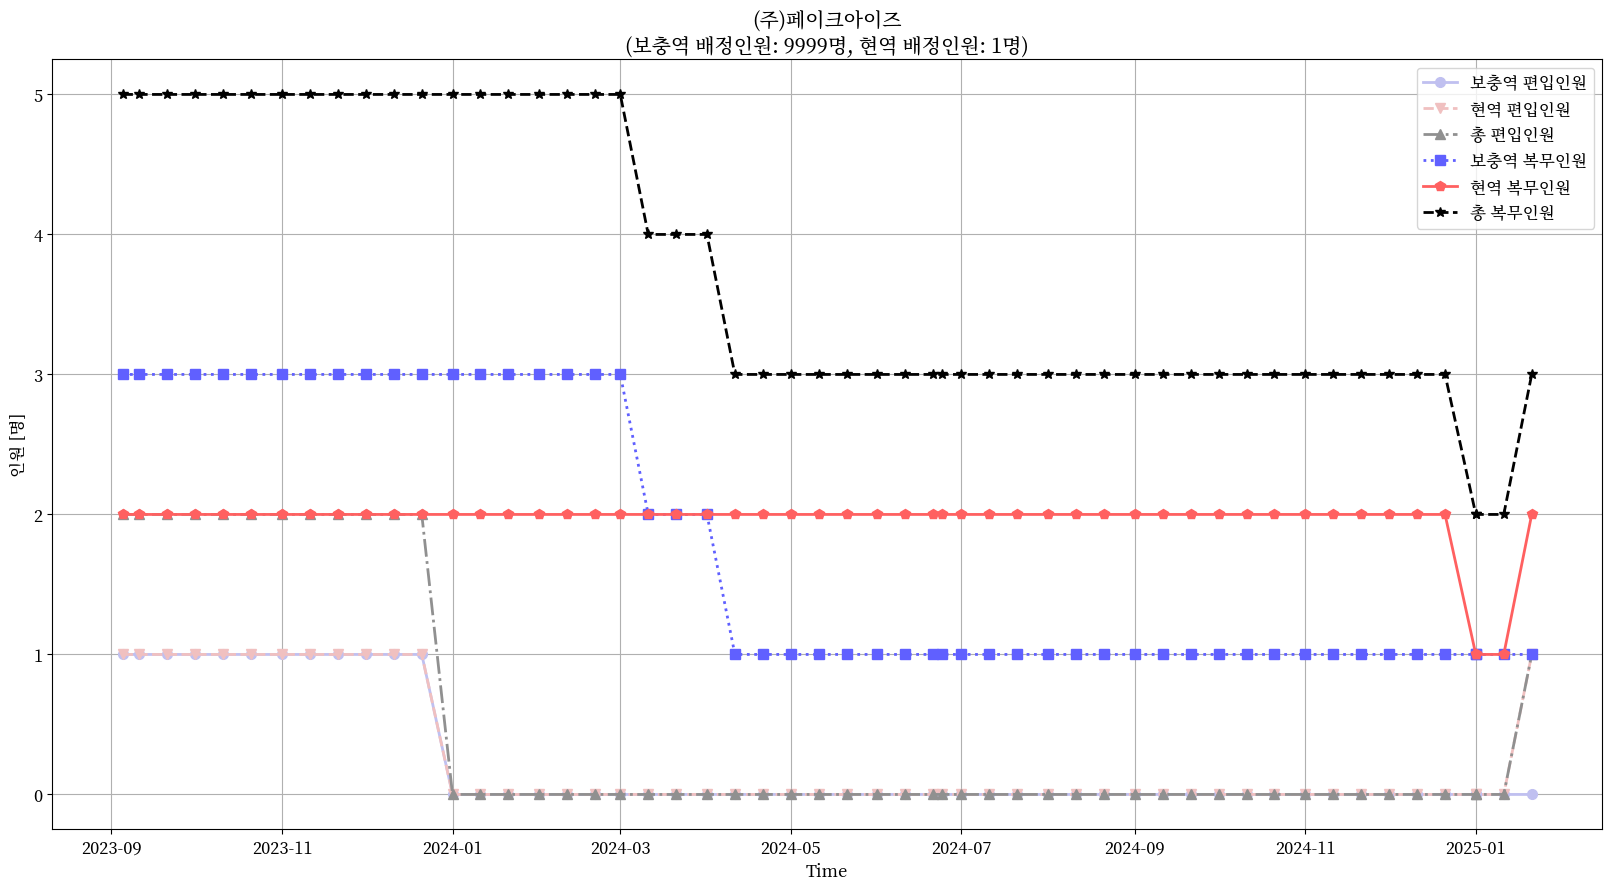 (주)페이크아이즈
(보충역 배정인원: 9999명, 현역 배정인원: 1명)
보충역 편입인원
현역 편입인원
총 편입인원
보충역 복무인원
현역 복무인원
총 복무인원
인원 [명]
5
4
3
2
1
0
2023-09
2023-11
2024-01
2024-03
2024-05
2024-07
2024-09
2024-11
2025-01
Time